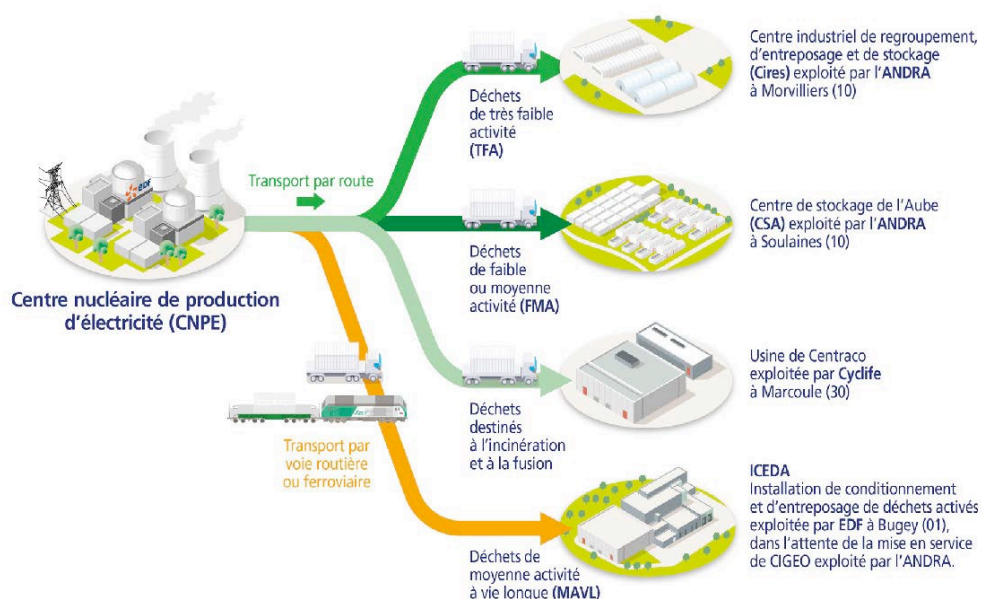 Centre industriel de regroupement,
d'entreposage et de stockage
(Cires) exploité par l'ANDRA
à Morvilliers (10)
Déchets
de très faible
activité
(TFA)
edf
Transport par route
Centre de stockage de l'Aube
(CSA) exploité par l'ANDRA
à Soulaines (10)
Déchets
de faible
ou moyenne
activité (FMA)
Centre nucléaire de production
d'électricité (CNPE)
Usine de Centraco
exploitée par Cyclife
à Marcoule (30)
Déchets
destinés
à l'incinération
et à la fusion
Transport par
voie routière
ou ferroviaire
ICEDA
Installation de conditionnement
et d'entreposage de déchets activés
exploitée par EDF à Bugey (01),
dans l'attente de la mise en service
de CIGEO exploité par l'ANDRA.
Déchets de
moyenne activité
à vie longue (MAVL)